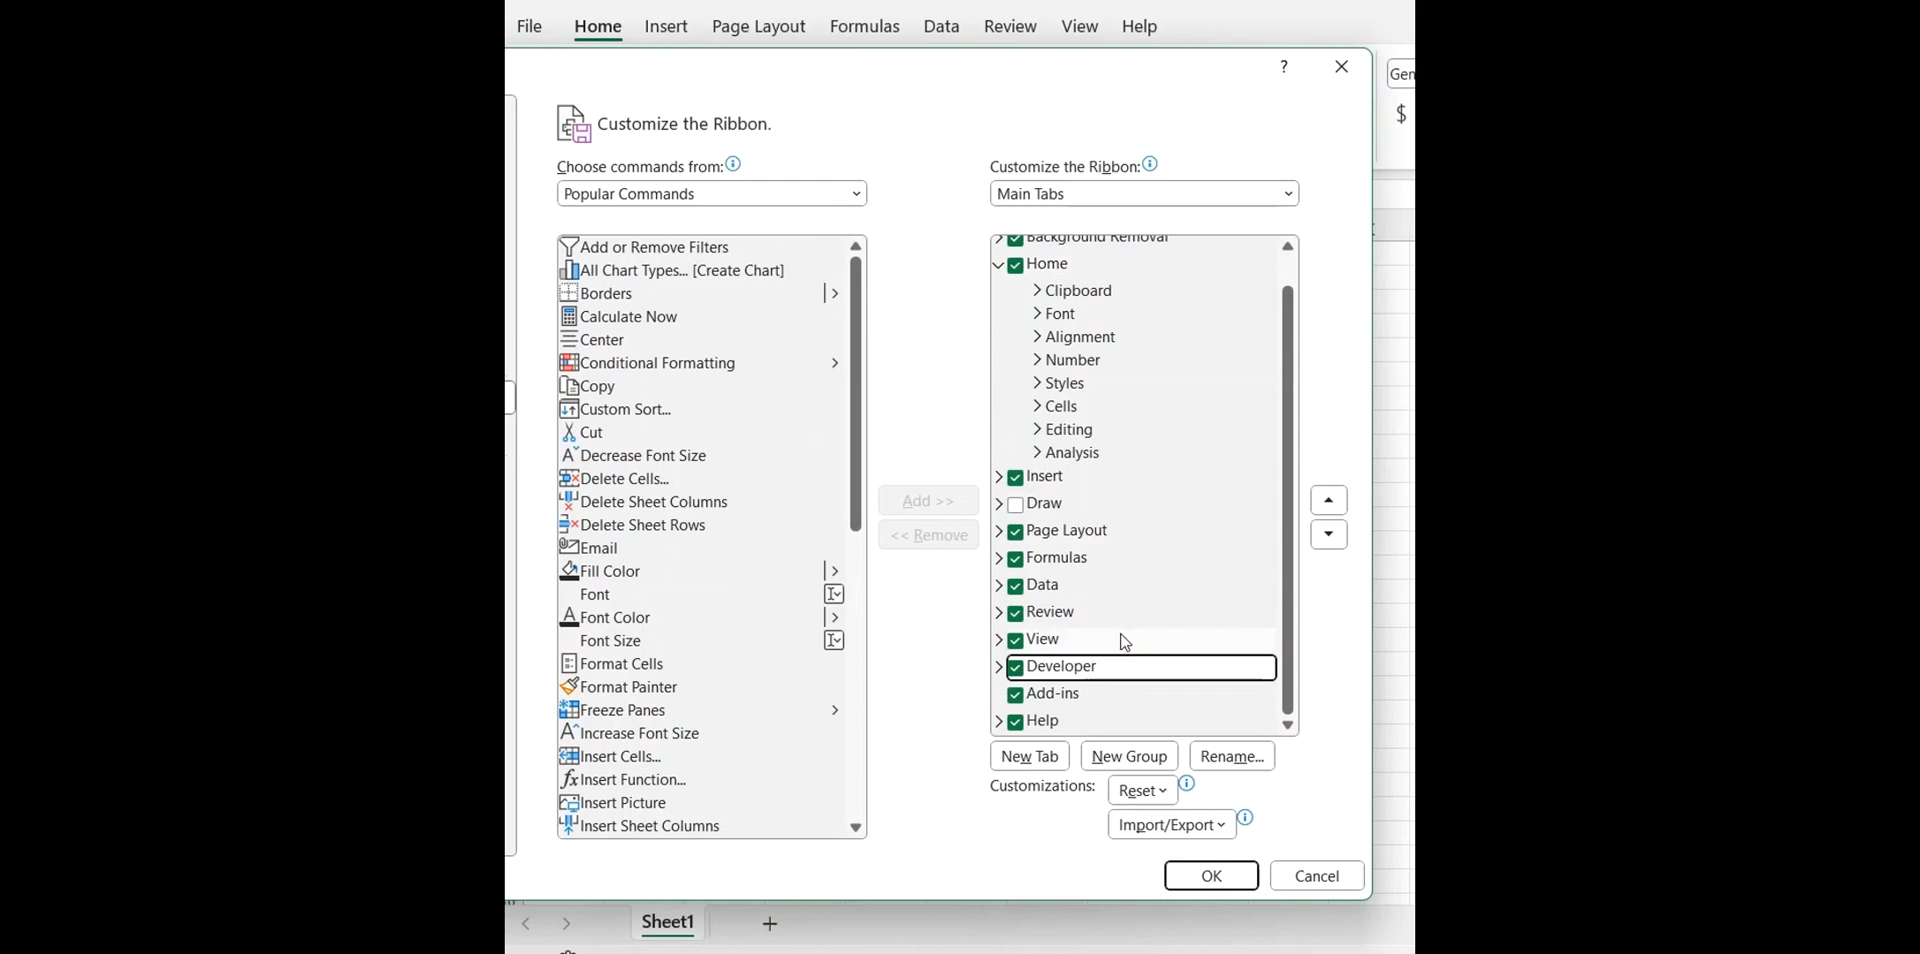 File Home Insert Page Layout Formulas Data Review View Help
?
Gen
$
Customize the Ribbon.
Choose commands from:
Popular Commands
Add or Remove Filters
All Chart Types... [Create Chart]
Borders
Calculate Now
Center
Conditional Formatting
Copy
Custom Sort...
Cut
Decrease Font Size
Delete Cells...
Delete Sheet Columns
Delete Sheet Rows
Email
Fill Color
Font
Font Color
Font Size
Format Cells
Format Painter
Freeze Panes
Increase Font Size
Insert Cells...
Insert Function...
Insert Picture
Insert Sheet Columns
Add >>
<< Remove
Customize the Ribbon:
Main Tabs
Background Removal
Home
Clipboard
Font
Alignment
Number
Styles
Cells
Editing
Analysis
Insert
Draw
Page Layout
Formulas
Data
Review
View
Developer
Add-ins
Help
New Tab New Group Rename...
Customizations: Reset
Import/Export
OK Cancel
Sheet1